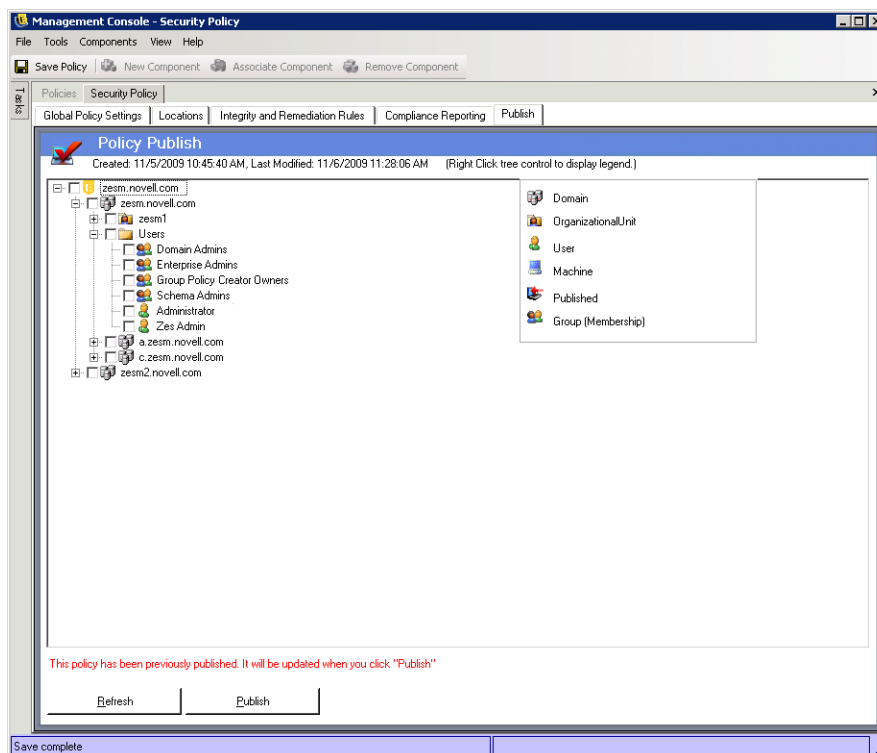 Management Console - Security Policy
File Tools Components View Help
Save Policy New Component Associate Component Remove Component
Tasks
Policies Security Policy
Global Policy Settings Locations Integrity and Remediation Rules Compliance Reporting Publish
Policy Publish
Created: 11/5/2009 10:45:40 AM, Last Modified: 11/6/2009 11:28:06 AM (Right Click tree control to display legend.)
zesm.novell.com
zesm.novell.com
zesm1
Users
Domain Admins
Enterprise Admins
Group Policy Creator Owners
Schema Admins
Administrator
Zes Admin
a.zesm.novell.com
c.zesm.novell.com
zesm2.novell.com
Domain
OrganizationalUnit
User
Machine
Published
Group (Membership)
This policy has been previously published. It will be updated when you click "Publish"
Refresh Publish
Save complete